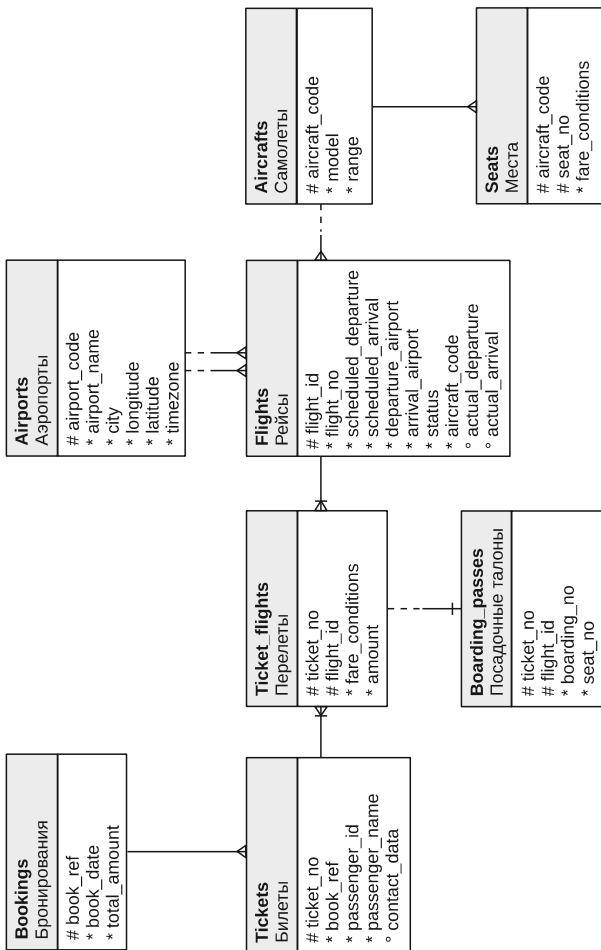 Bookings
Бронирования
# book_ref
* book_date
* total_amount
Airports
Аэропорты
# airport_code
* airport_name
* city
* longitude
* latitude
* timezone
Tickets
Билеты
# ticket_no
* book_ref
* passenger_id
* passenger_name
° contact_data
Ticket_flights
Перелеты
# ticket_no
# flight_id
* fare_conditions
* amount
Flights
Рейсы
# flight_id
* flight_no
* scheduled_departure
* scheduled_arrival
* departure_airport
* arrival_airport
* status
* aircraft_code
° actual_departure
° actual_arrival
Aircrafts
Самолеты
# aircraft_code
* model
* range
Boarding_passes
Посадочные талоны
# ticket_no
# flight_id
* boarding_no
* seat_no
Seats
Места
# aircraft_code
# seat_no
* fare_conditions